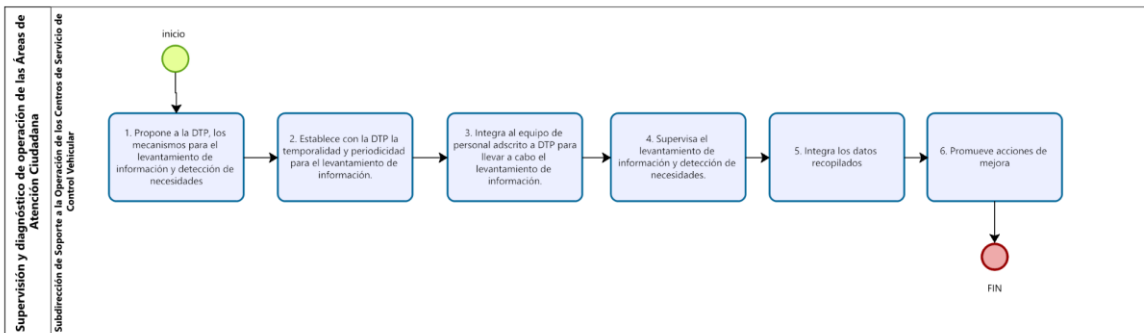 Supervisión y diagnóstico de operación de las Áreas de
Atención Ciudadana
Subdirección de Soporte a la Operación de los Centros de Servicio de
Control Vehicular
inicio
1. Propone a la DTP, los
mecanismos para el
levantamiento de
información y detección de
necesidades
2. Establece con la DTP la
temporalidad y periodicidad
para el levantamiento de
información.
3. Integra al equipo de
personal adscrito a DTP para
llevar a cabo el
levantamiento de
información.
4. Supervisa el
levantamiento de
información y detección de
necesidades.
5. Integra los datos
recopilados
6. Promueve acciones de
mejora
FIN